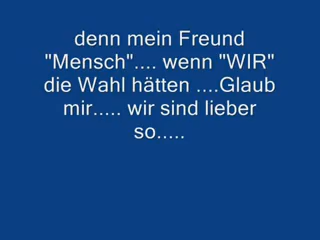 denn mein Freund
"Mensch".... wenn "WIR"
die Wahl hätten ....Glaub
mir..... wir sind lieber
so.....